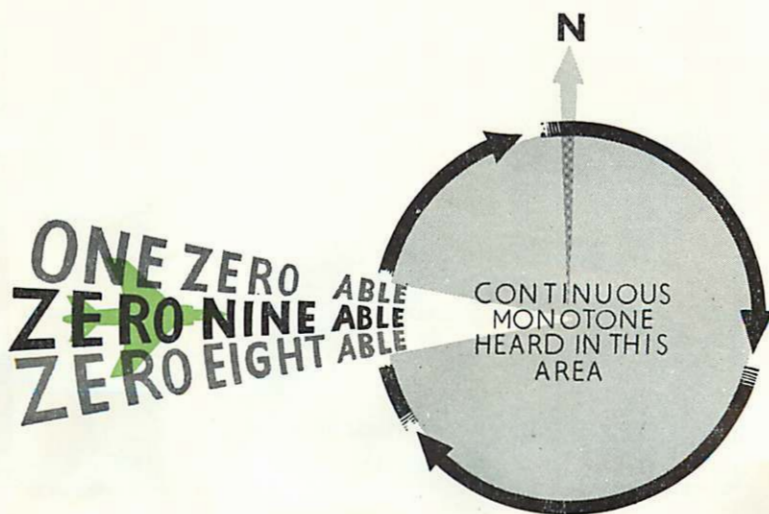 N
ONE ZERO ABLE
ZERO NINE ABLE
ZERO EIGHT ABLE
CONTINUOUS
MONOTONE
HEARD IN THIS
AREA